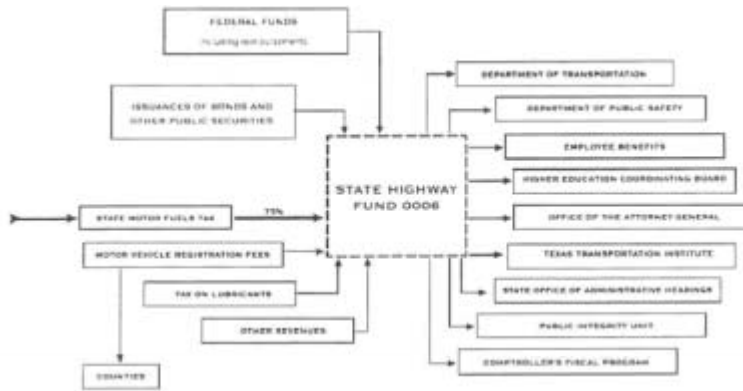 FEDERAL FUNDS
including reimbursements
ISSUANCES OF BONDS AND
OTHER PUBLIC SECURITIES
STATE MOTOR FUELS TAX
75%
MOTOR VEHICLE REGISTRATION FEES
TAX ON LUBRICANTS
OTHER REVENUES
COUNTIES
STATE HIGHWAY
FUND 0006
DEPARTMENT OF TRANSPORTATION
DEPARTMENT OF PUBLIC SAFETY
EMPLOYEE BENEFITS
HIGHER EDUCATION COORDINATING BOARD
OFFICE OF THE ATTORNEY GENERAL
TEXAS TRANSPORTATION INSTITUTE
STATE OFFICE OF ADMINISTRATIVE HEARINGS
PUBLIC INTEGRITY UNIT
COMPTROLLER'S FISCAL PROGRAM